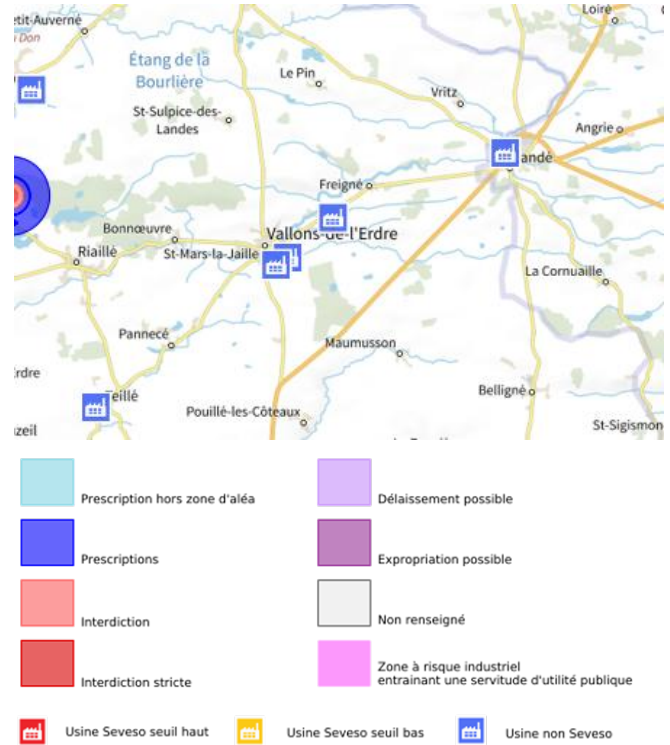 etit-Auverné
Loiré
Don
Étang de la
Bourlière
Le Pin
Vritz
St-Sulpice-des-
Landes
Angrie
andé
Freigné
Bonnœuvre
Vallons-de-l'Erdre
Riaillé
St-Mars-la-Jaille
La Cornuaille
Pannecé
Maumusson
rdre
Teillé
Belligné
Pouillé-les-Côteaux
St-Sigismon
zeil
Prescription hors zone d'aléa
Délaissement possible
Prescriptions
Expropriation possible
Interdiction
Non renseigné
Interdiction stricte
Zone à risque industriel
entrainant une servitude d'utilité publique
Usine Seveso seuil haut
Usine Seveso seuil bas
Usine non Seveso